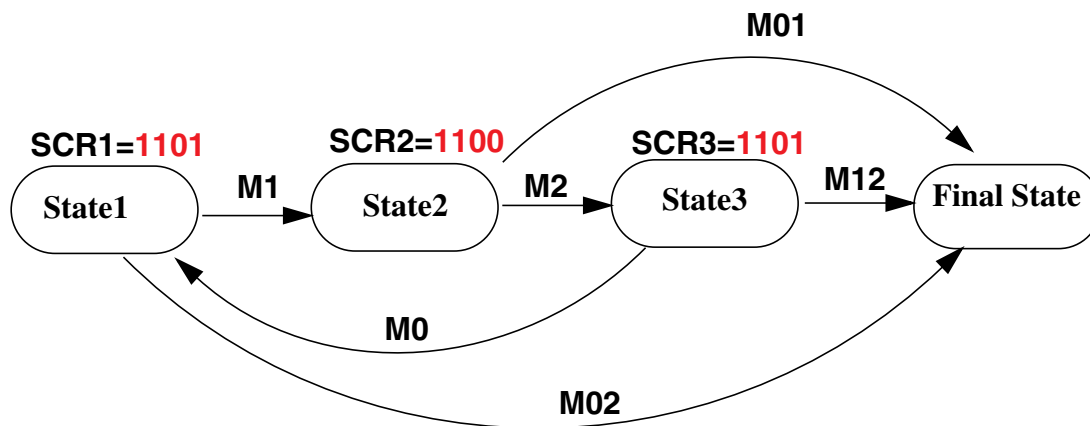 M01
SCR1=1101
SCR2=1100
SCR3=1101
State1
M1
State2
M2
State3
M12
Final State
M0
M02